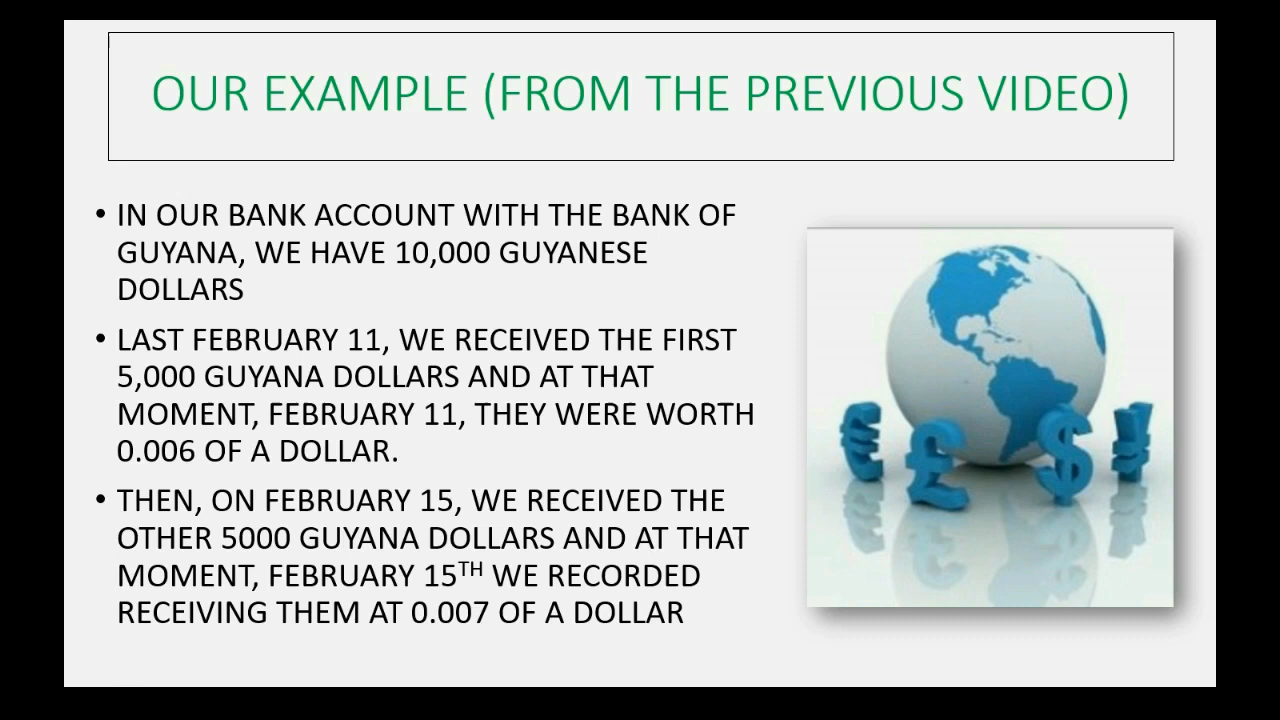 OUR EXAMPLE (FROM THE PREVIOUS VIDEO)
• IN OUR BANK ACCOUNT WITH THE BANK OF
GUYANA, WE HAVE 10,000 GUYANESE
DOLLARS
• LAST FEBRUARY 11, WE RECEIVED THE FIRST
5,000 GUYANA DOLLARS AND AT THAT
MOMENT, FEBRUARY 11, THEY WERE WORTH
0.006 OF A DOLLAR.
• THEN, ON FEBRUARY 15, WE RECEIVED THE
OTHER 5000 GUYANA DOLLARS AND AT THAT
MOMENT, FEBRUARY 15TH WE RECORDED
RECEIVING THEM AT 0.007 OF A DOLLAR
€ £ $ ¥